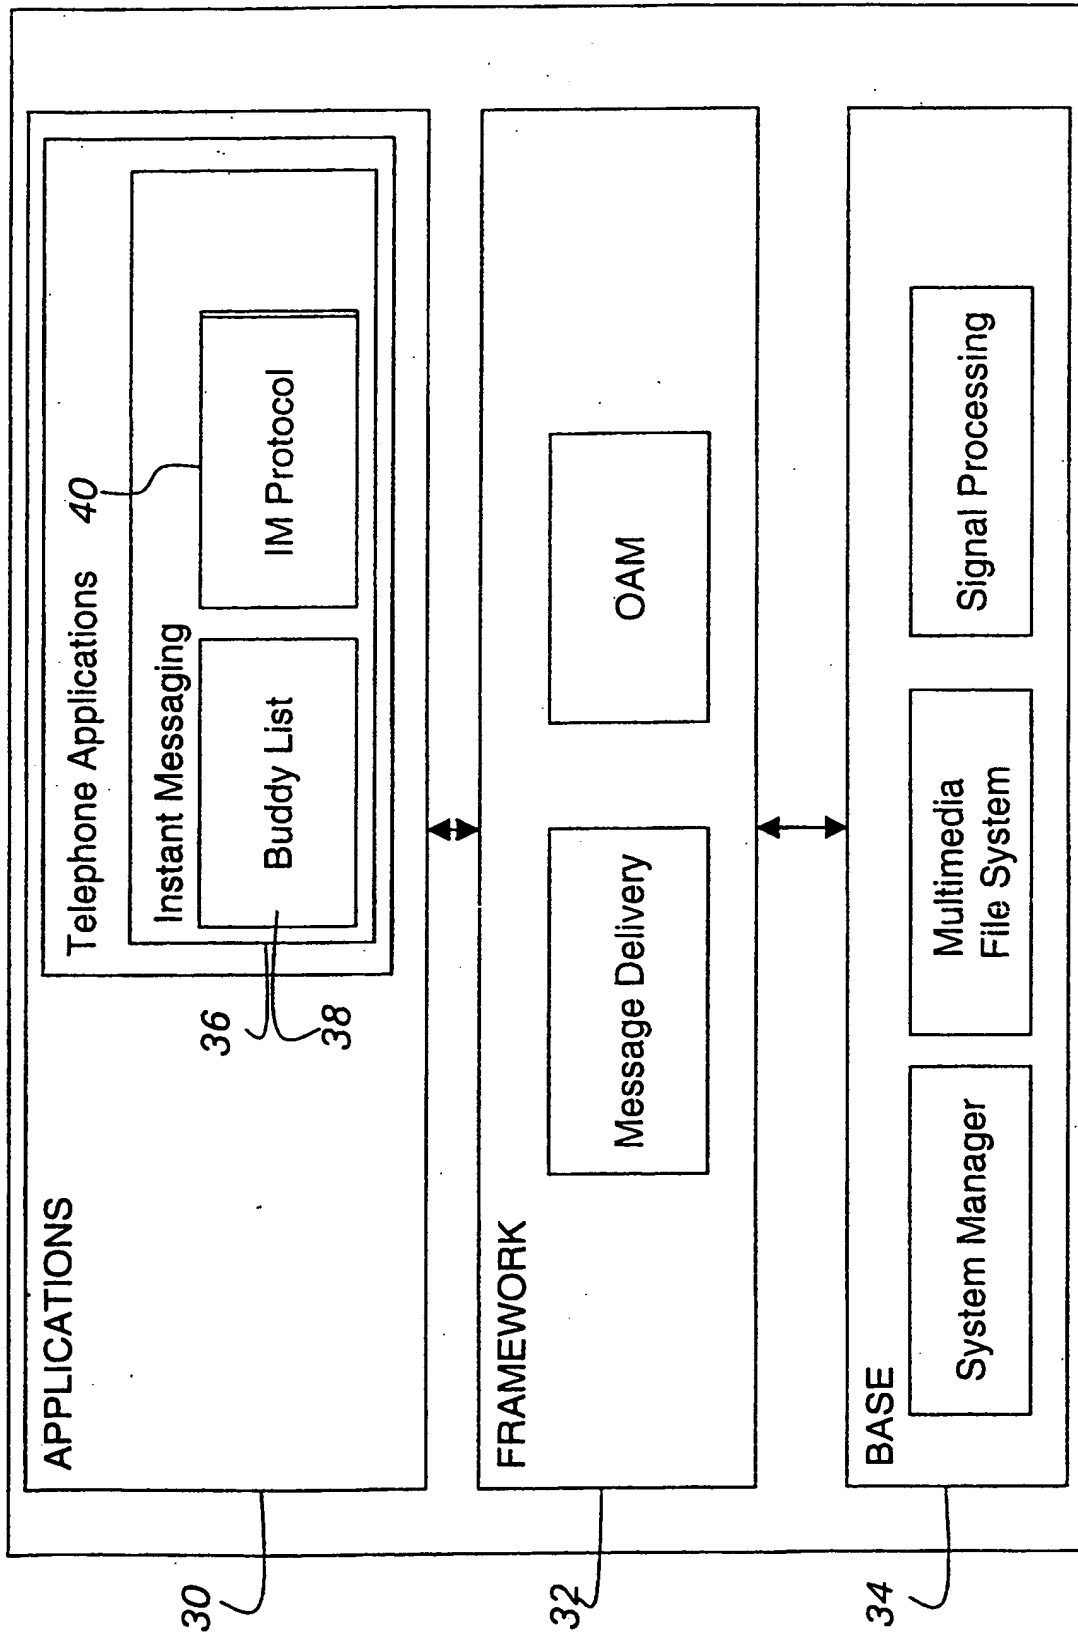 APPLICATIONS
Telephone Applications
40
Instant Messaging
Buddy List
IM Protocol
36
38
30
FRAMEWORK
Message Delivery
OAM
32
BASE
System Manager
Multimedia
File System
Signal Processing
34